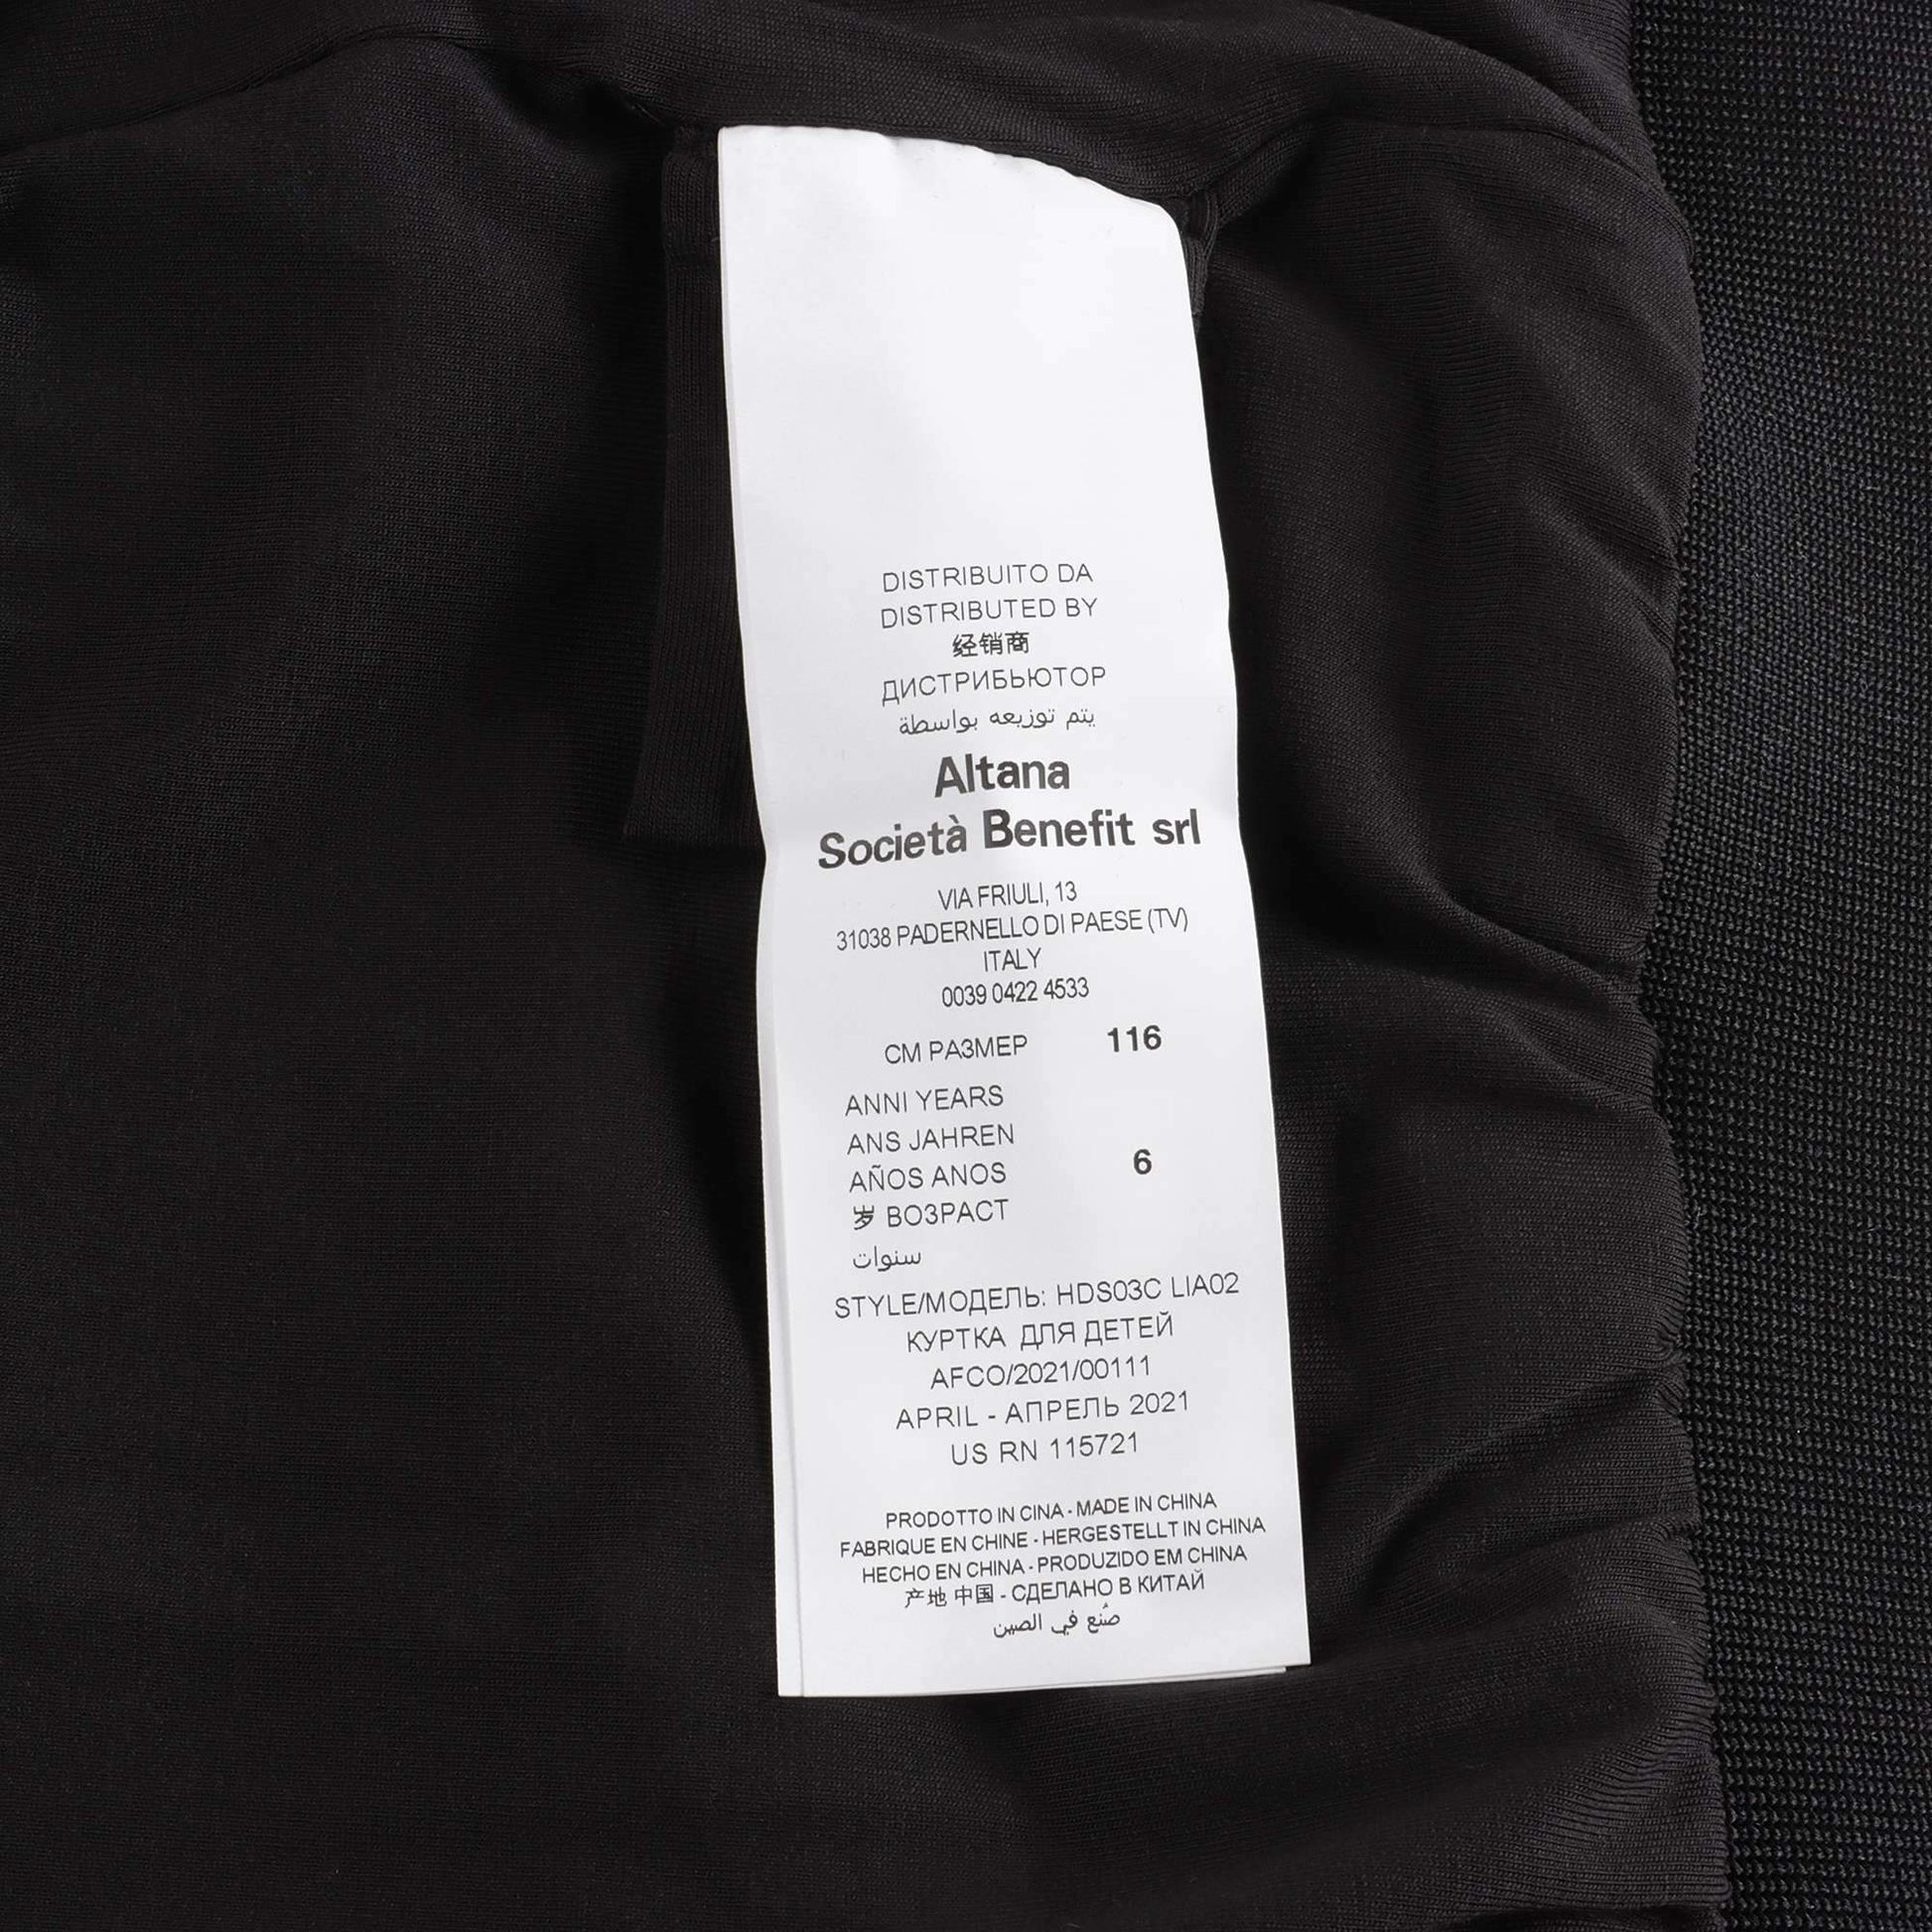 DISTRIBUITO DA
DISTRIBUTED BY
经销商
ДИСТРИБЬЮТОР
يتم توزيعه بواسطة
Altana
Società Benefit srl
VIA FRIULI, 13
31038 PADERNELLO DI PAESE (TV)
ITALY
0039 0422 4533
СМ РАЗМЕР 116
ANNI YEARS
ANS JAHREN
AÑOS ANOS 6
岁 ВОЗРАСТ
سنوات
STYLE/МОДЕЛЬ: HDS03C LIA02
КУРТКА ДЛЯ ДЕТЕЙ
AFCO/2021/00111
APRIL - АПРЕЛЬ 2021
US RN 115721
PRODOTTO IN CINA - MADE IN CHINA
FABRIQUE EN CHINE - HERGESTELLT IN CHINA
HECHO EN CHINA - PRODUZIDO EM CHINA
产地 中国 - СДЕЛАНО В КИТАЙ
صُنع في الصين